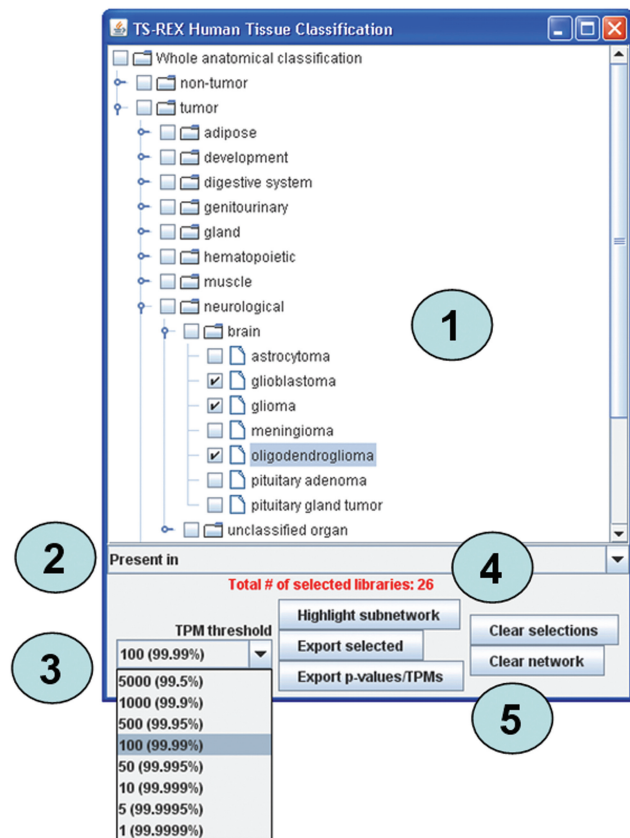 TS-REX Human Tissue Classification
Whole anatomical classification
non-tumor
tumor
adipose
development
digestive system
genitourinary
gland
hematopoietic
muscle
neurological
brain
astrocytoma
glioblastoma
glioma
meningioma
oligodendroglioma
pituitary adenoma
pituitary gland tumor
unclassified organ
1
2
Present in
4
Total # of selected libraries: 26
3
TPM threshold
100 (99.99%)
5000 (99.5%)
1000 (99.9%)
500 (99.95%)
100 (99.99%)
50 (99.995%)
10 (99.999%)
5 (99.9995%)
1 (99.9999%)
Highlight subnetwork
Export selected
Export p-values/TPMs
Clear selections
Clear network
5